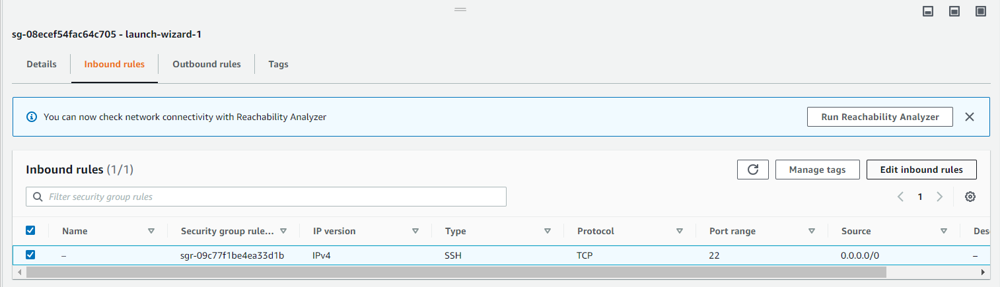 sg-08ecef54fac64c705 - launch-wizard-1
Details Inbound rules Outbound rules Tags
You can now check network connectivity with Reachability Analyzer Run Reachability Analyzer
Inbound rules (1/1) Manage tags Edit inbound rules
Filter security group rules 1
Name Security group rule... IP version Type Protocol Port range Source Des
– sgr-09c77f1be4ea33d1b IPv4 SSH TCP 22 0.0.0.0/0 –